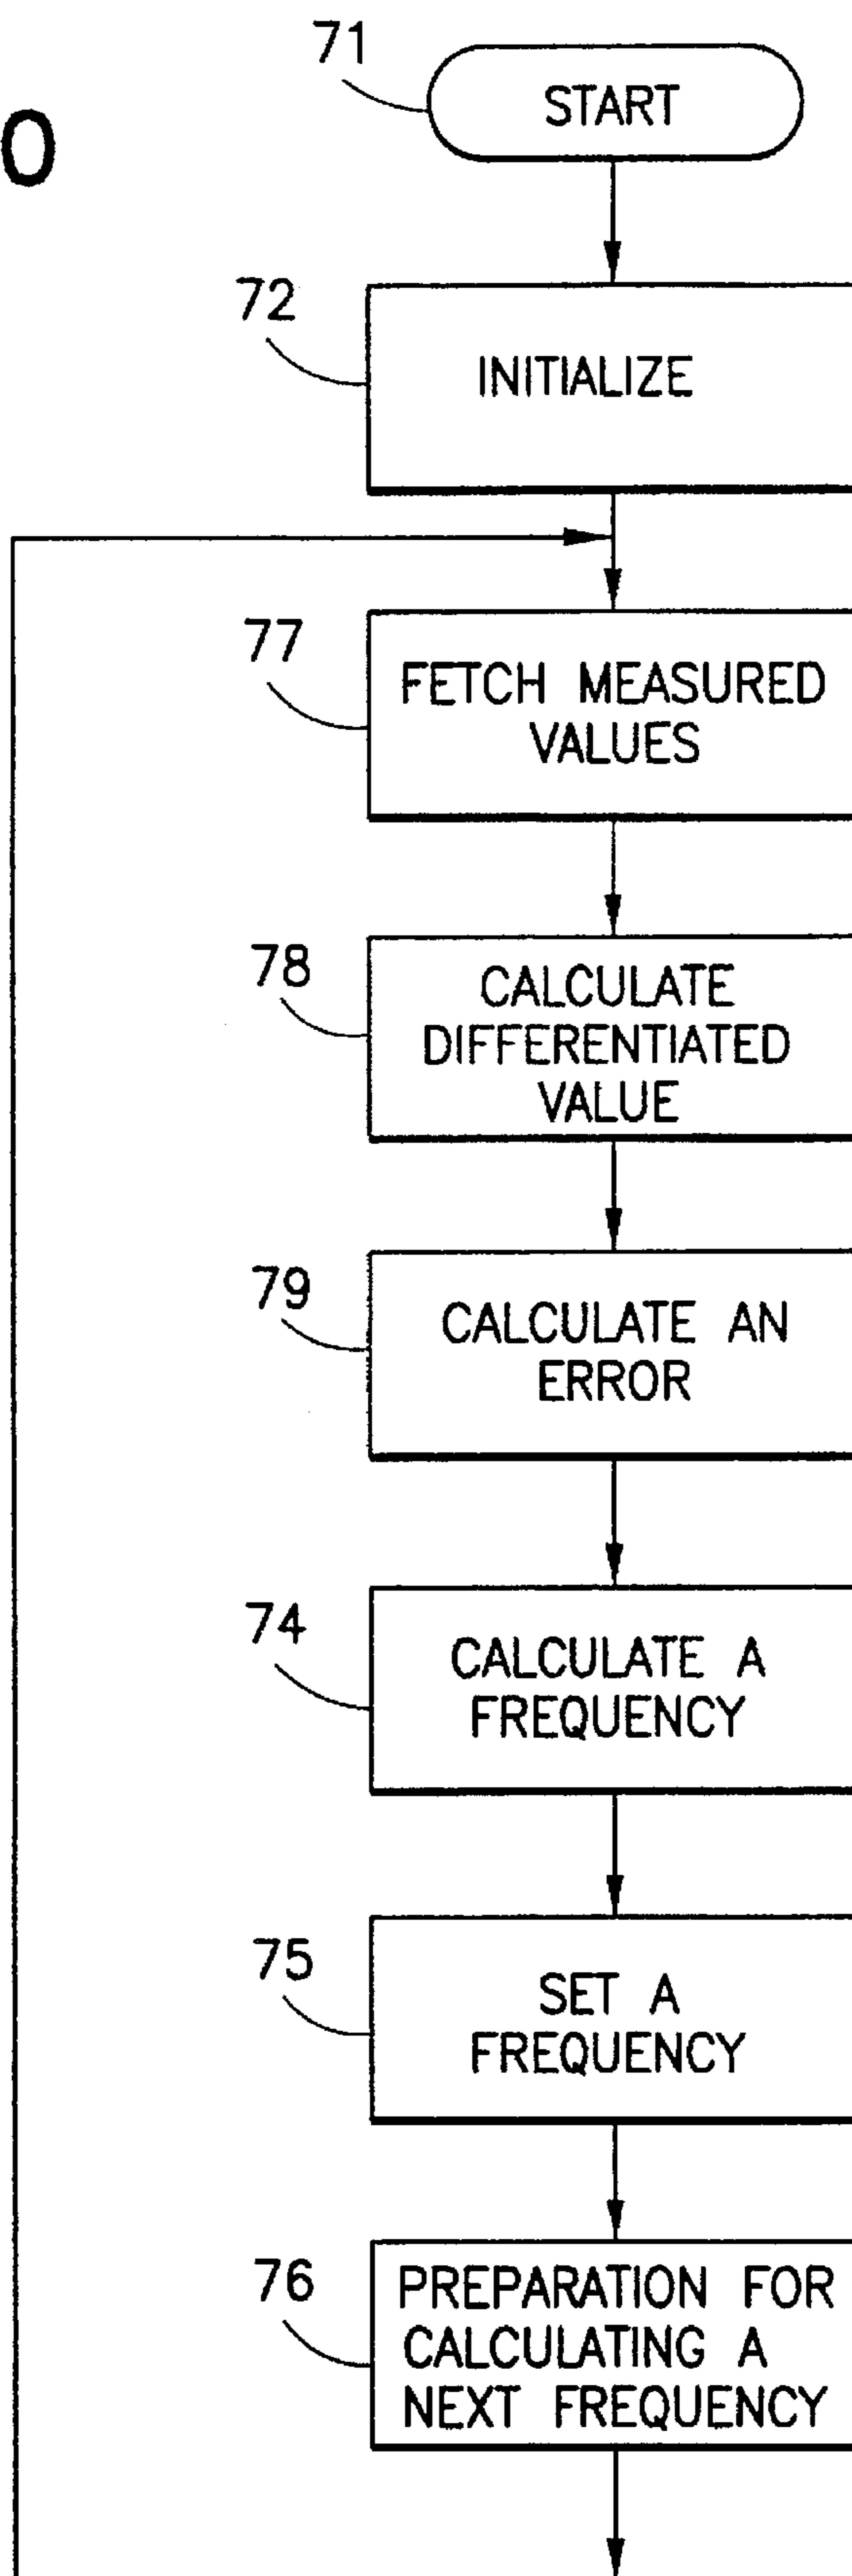 0
71
START
72
INITIALIZE
77
FETCH MEASURED
VALUES
78
CALCULATE
DIFFERENTIATED
VALUE
79
CALCULATE AN
ERROR
74
CALCULATE A
FREQUENCY
75
SET A
FREQUENCY
76
PREPARATION FOR
CALCULATING A
NEXT FREQUENCY